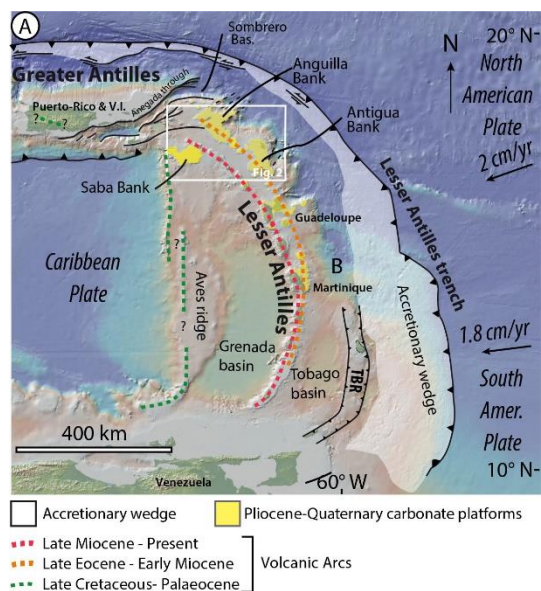 A
Sombrero
Bas.
20° N
N
Greater Antilles
Anguilla
Bank
North
American
Plate
2 cm/yr
Puerto-Rico & V.I.
? ?
Anegada through
Antigua
Bank
Fig. 2
Saba Bank
Lesser Antilles trench
Guadeloupe
Lesser Antilles
Caribbean
Plate
?
Aves ridge
B
Martinique
Accretionary wedge
?
1.8 cm/yr
Grenada
basin
Tobago
basin
TBR
South
Amer.
Plate
400 km
10° N
60° W
Venezuela
Accretionary wedge
Pliocene-Quaternary carbonate platforms
Late Miocene - Present
Late Eocene - Early Miocene
Volcanic Arcs
Late Cretaceous- Palaeocene